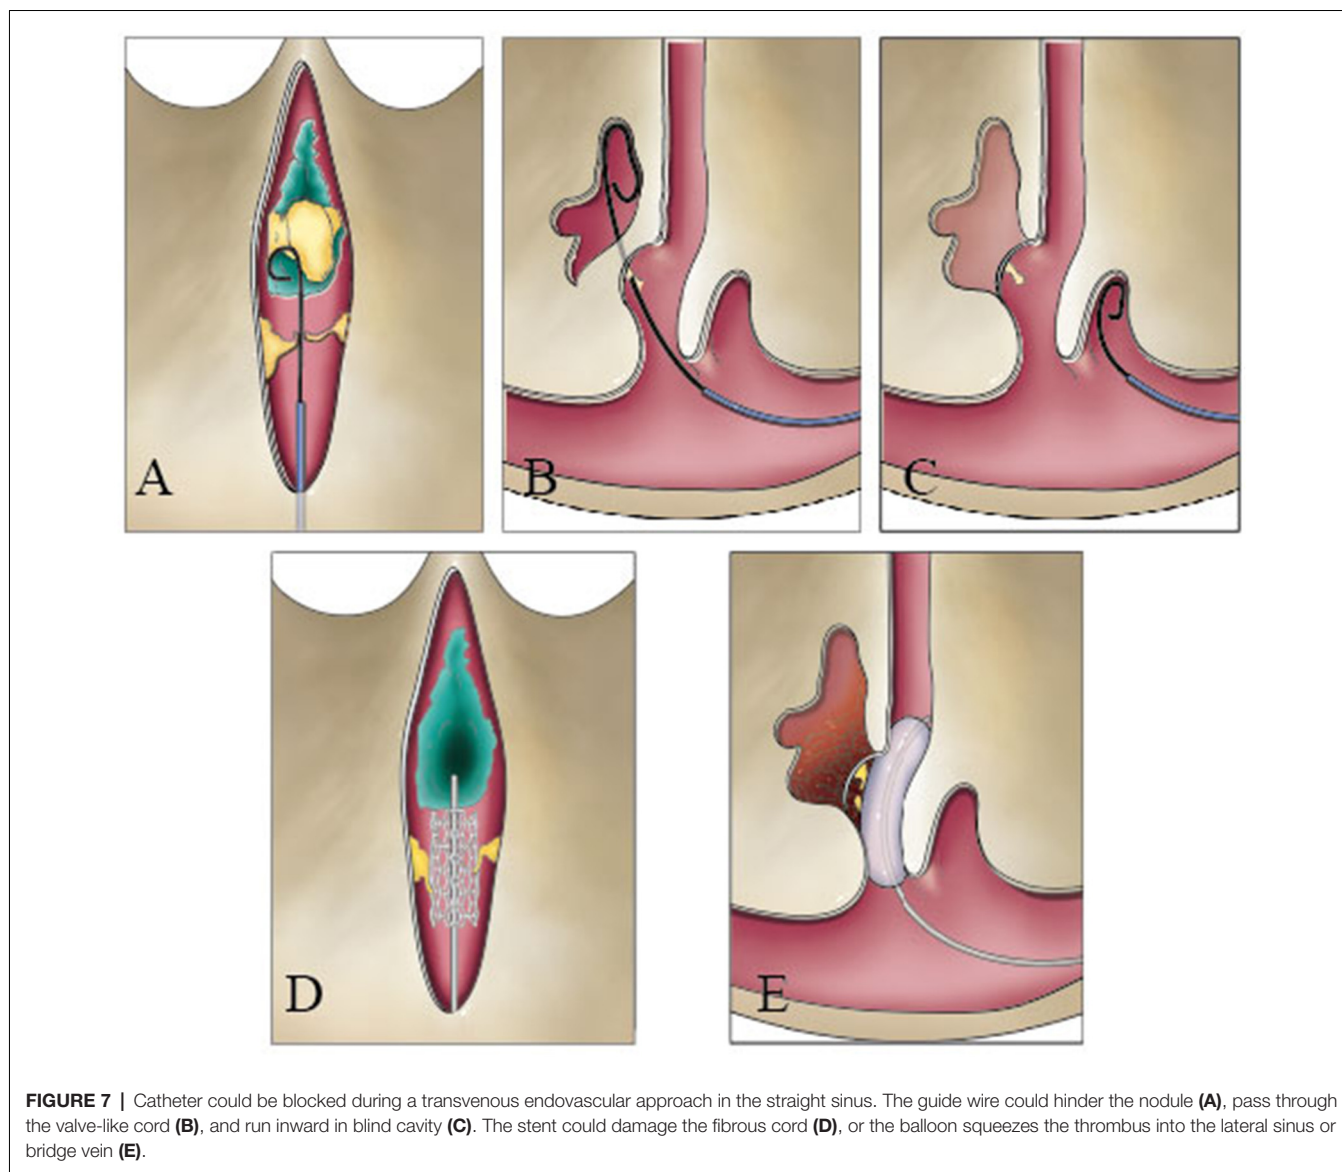 A
B
C
D
E
FIGURE 7 | Catheter could be blocked during a transvenous endovascular approach in the straight sinus. The guide wire could hinder the nodule (A), pass through
the valve-like cord (B), and run inward in blind cavity (C). The stent could damage the fibrous cord (D), or the balloon squeezes the thrombus into the lateral sinus or
bridge vein (E).